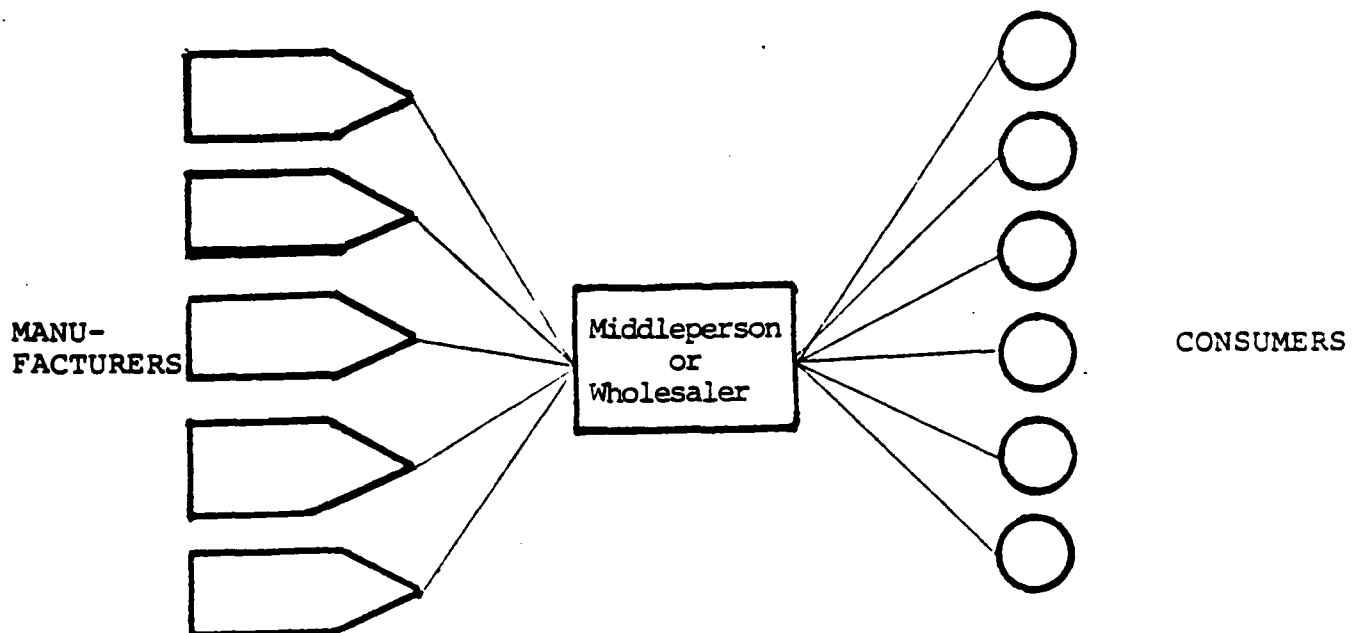 MANU-
FACTURERS
Middleperson
or
Wholesaler
CONSUMERS